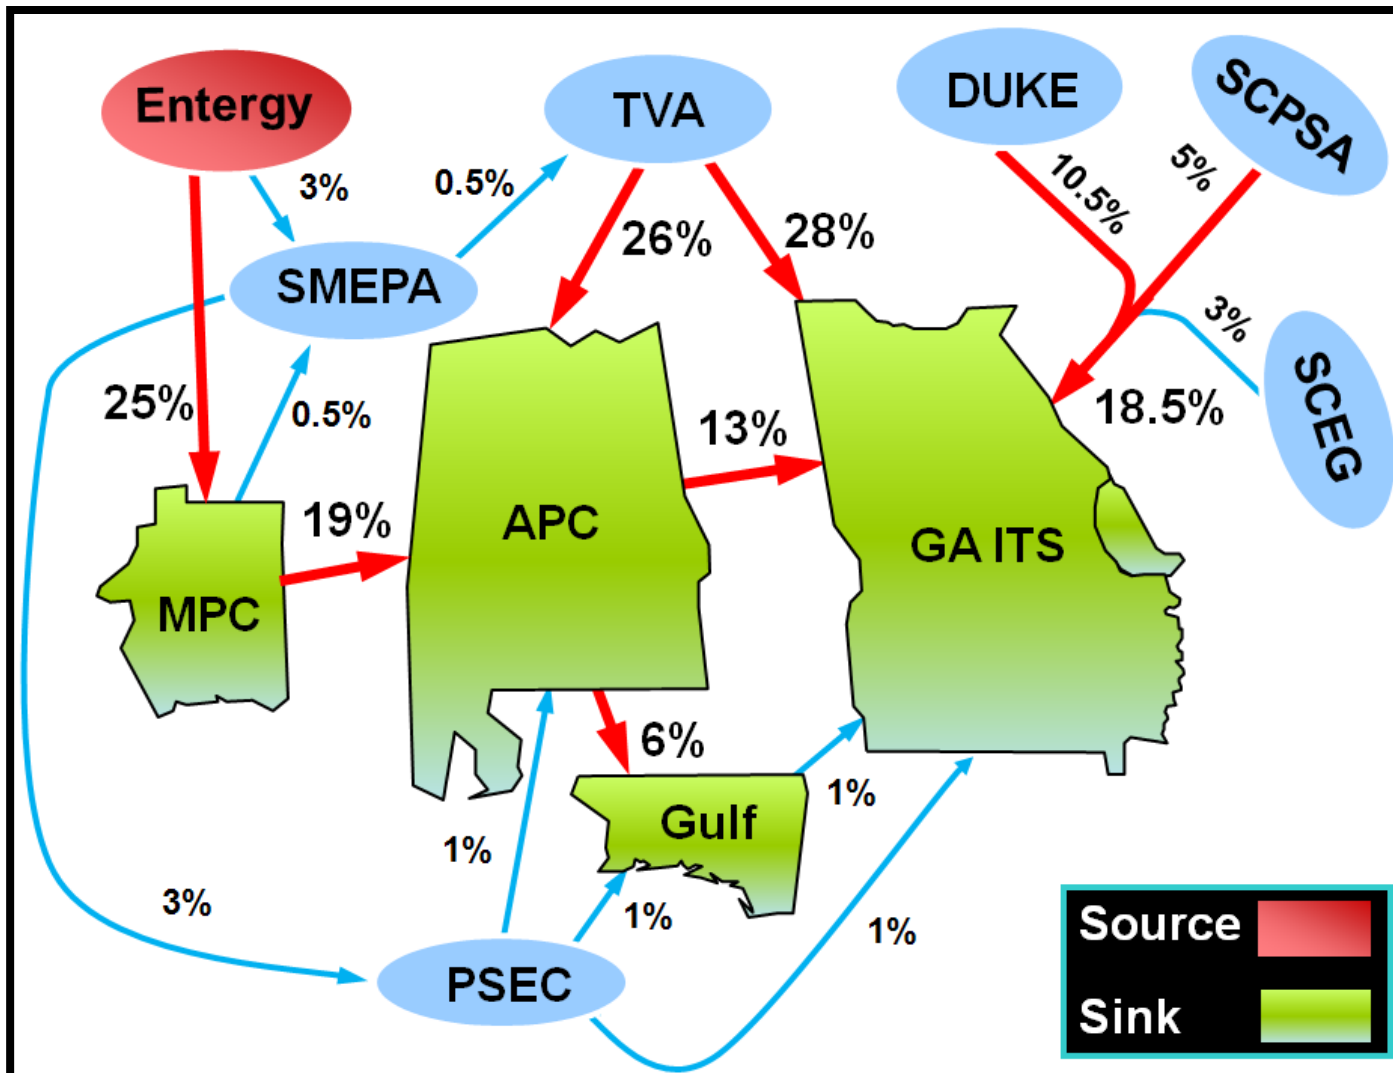 Entergy
TVA
DUKE
SCPSA
3%
0.5%
10.5%
5%
26%
28%
SMEPA
3%
25%
0.5%
13%
18.5%
SCEG
19%
APC
GA ITS
MPC
6%
1%
Gulf
1%
3%
1%
1%
PSEC
Source
Sink